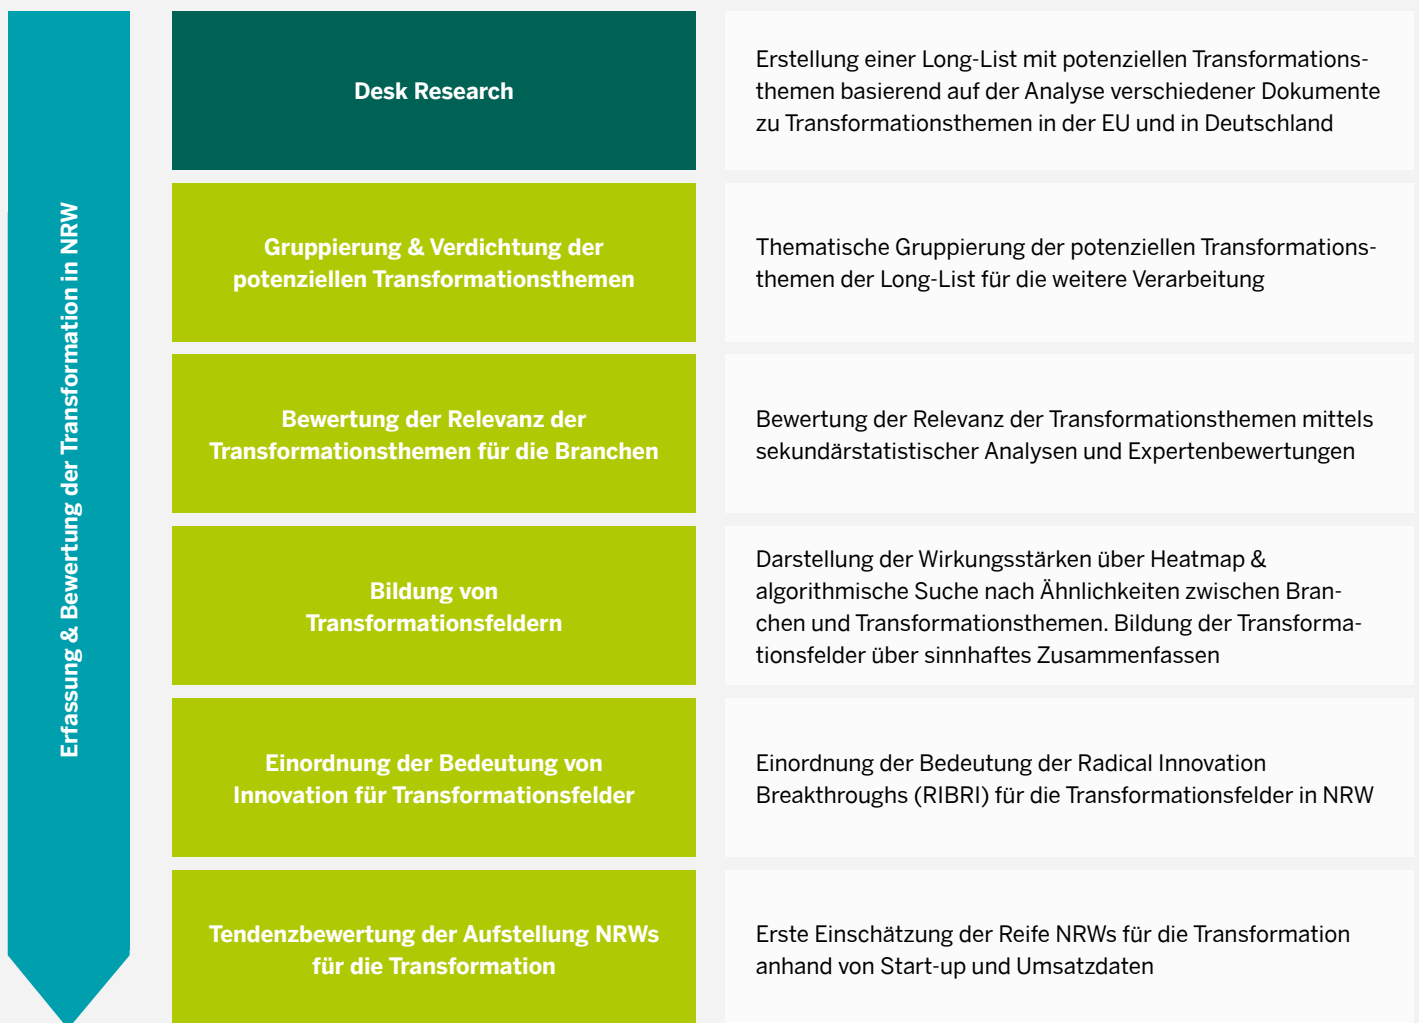 Erfassung & Bewertung der Transformation in NRW
Desk Research
Erstellung einer Long-List mit potenziellen Transformations-
themen basierend auf der Analyse verschiedener Dokumente
zu Transformationsthemen in der EU und in Deutschland
Gruppierung & Verdichtung der
potenziellen Transformationsthemen
Thematische Gruppierung der potenziellen Transformations-
themen der Long-List für die weitere Verarbeitung
Bewertung der Relevanz der
Transformationsthemen für die Branchen
Bewertung der Relevanz der Transformationsthemen mittels
sekundärstatistischer Analysen und Expertenbewertungen
Bildung von
Transformationsfeldern
Darstellung der Wirkungsstärken über Heatmap &
algorithmische Suche nach Ähnlichkeiten zwischen Bran-
chen und Transformationsthemen. Bildung der Transforma-
tionsfelder über sinnhaftes Zusammenfassen
Einordnung der Bedeutung von
Innovation für Transformationsfelder
Einordnung der Bedeutung der Radical Innovation
Breakthroughs (RIBRI) für die Transformationsfelder in NRW
Tendenzbewertung der Aufstellung NRWs
für die Transformation
Erste Einschätzung der Reife NRWs für die Transformation
anhand von Start-up und Umsatzdaten